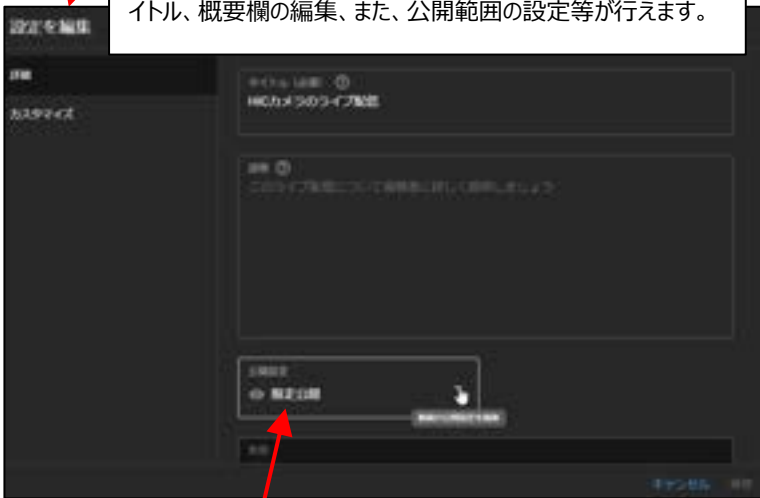 イトル、概要欄の編集、また、公開範囲の設定等が行えます。
設定を編集
詳細
カスタマイズ
タイトル（必須）
HICカメラのライブ配信
説明
このライブ配信について視聴者に詳しく説明しましょう
公開設定
限定公開
キャンセル
保存